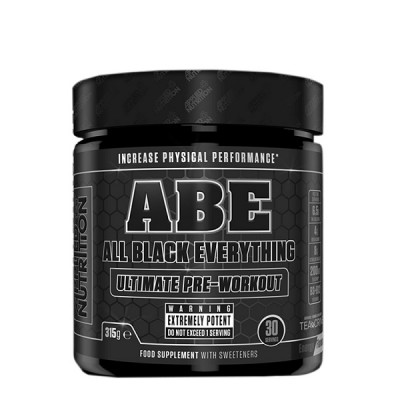 INCREASE PHYSICAL PERFORMANCE*
ABE
ALL BLACK EVERYTHING
ULTIMATE PRE-WORKOUT
WARNING
EXTREMELY POTENT
DO NOT EXCEED 1 SERVING
315g
30
SERVINGS
FOOD SUPPLEMENT WITH SWEETENERS
NUTRITION